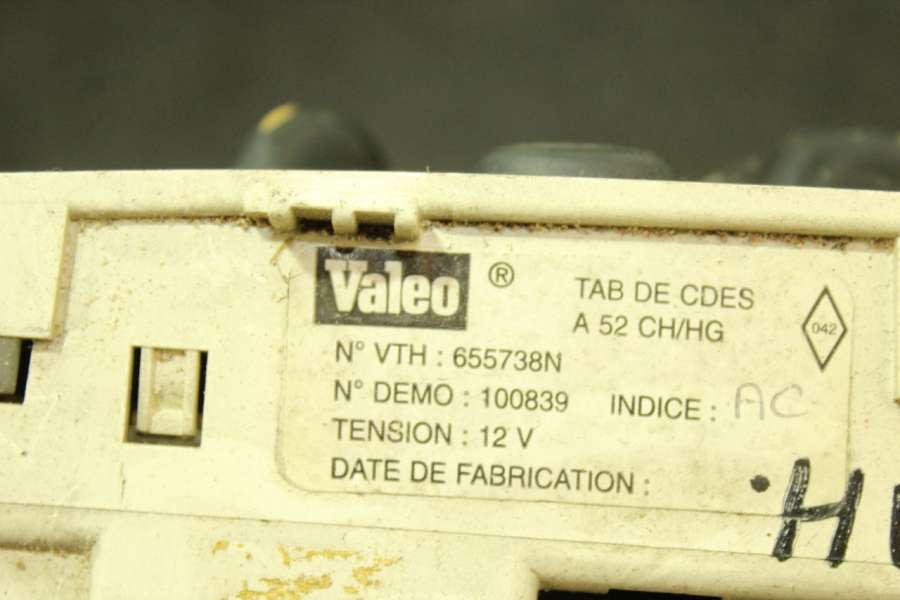 Valeo ®
TAB DE CDES
A 52 CH/HG
042
N° VTH : 655738N
N° DEMO : 100839 INDICE : AC
TENSION : 12 V
DATE DE FABRICATION :
H